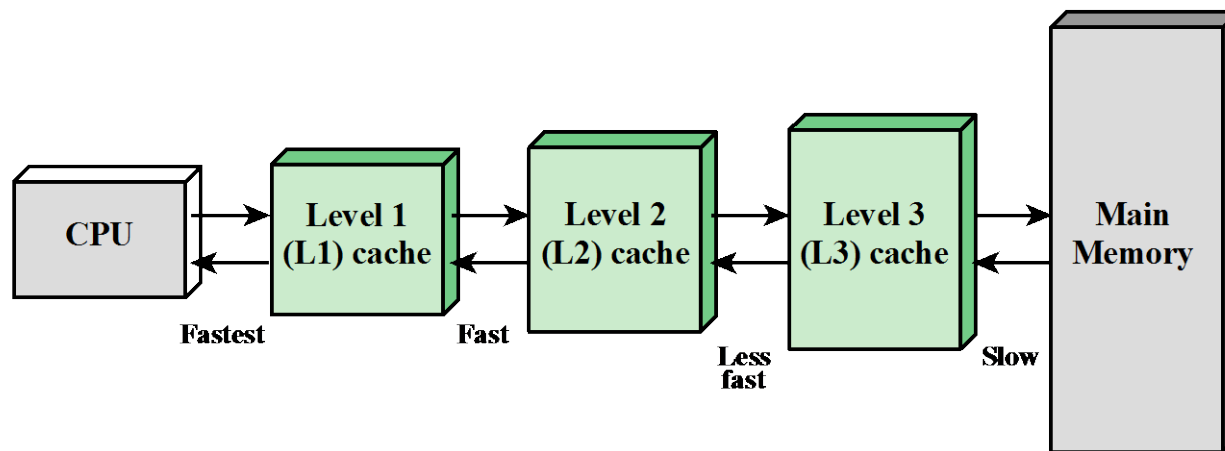 CPU
Level 1
(L1) cache
Level 2
(L2) cache
Level 3
(L3) cache
Main
Memory
Fastest
Fast
Less
fast
Slow